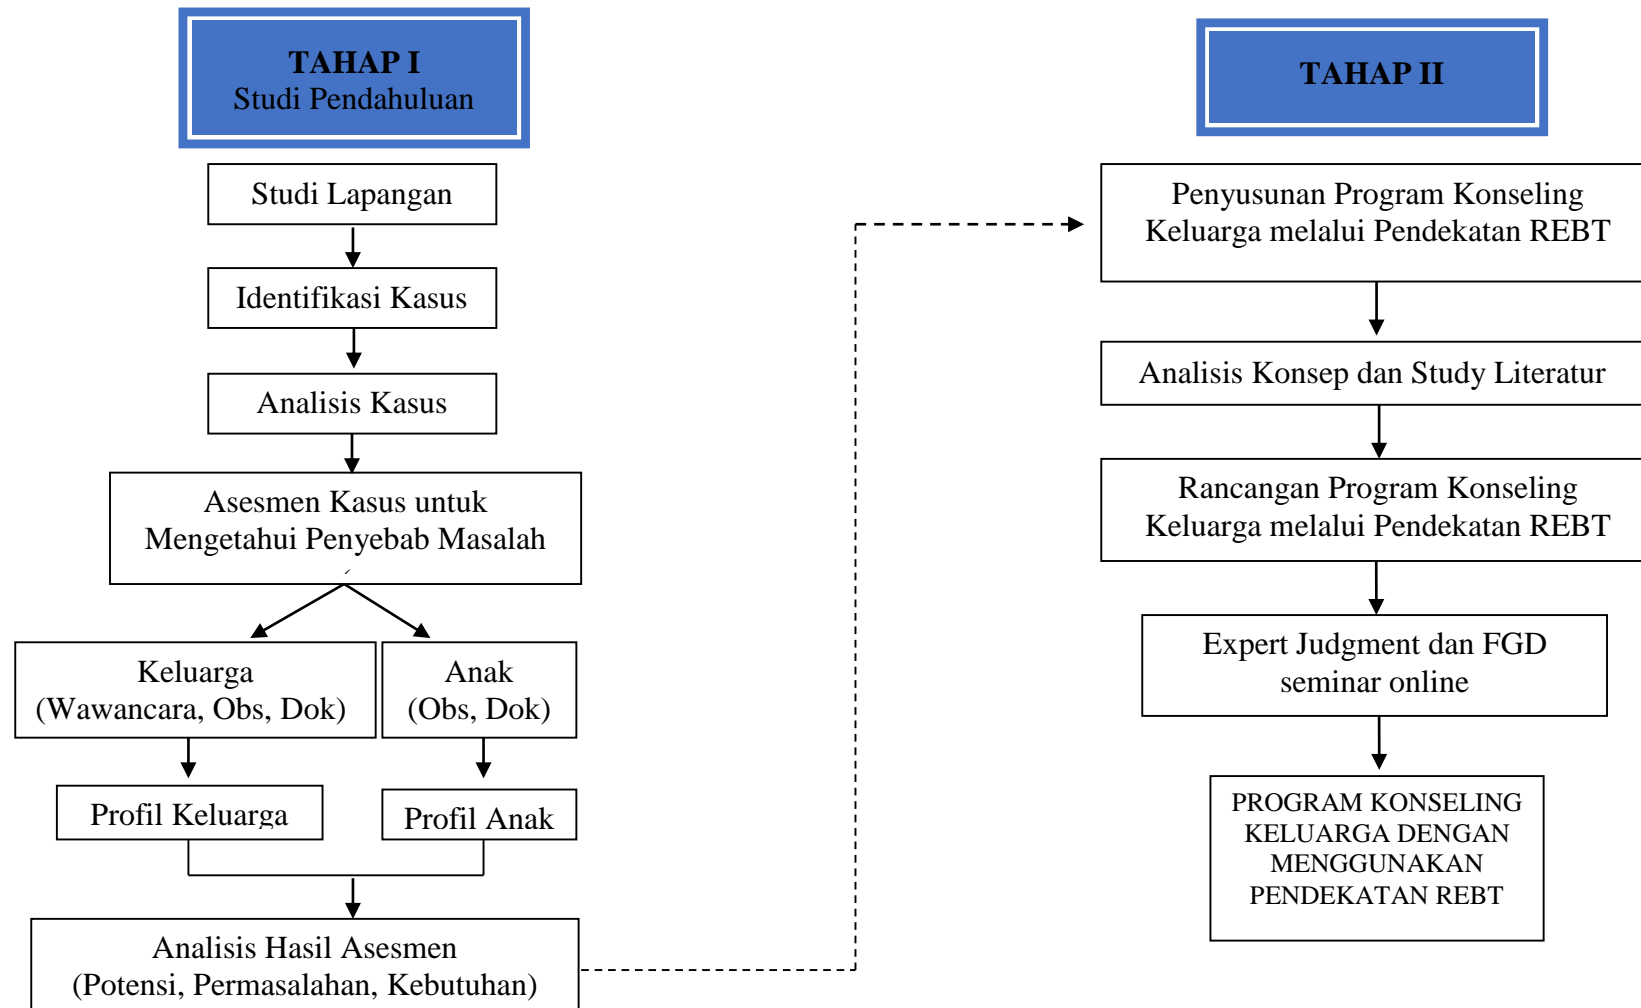 TAHAP I
Studi Pendahuluan
Studi Lapangan
Identifikasi Kasus
Analisis Kasus
Asesmen Kasus untuk
Mengetahui Penyebab Masalah
Keluarga
(Wawancara, Obs, Dok)
Anak
(Obs, Dok)
Profil Keluarga
Profil Anak
Analisis Hasil Asesmen
(Potensi, Permasalahan, Kebutuhan)
TAHAP II
Penyusunan Program Konseling
Keluarga melalui Pendekatan REBT
Analisis Konsep dan Study Literatur
Rancangan Program Konseling
Keluarga melalui Pendekatan REBT
Expert Judgment dan FGD
seminar online
PROGRAM KONSELING
KELUARGA DENGAN
MENGGUNAKAN
PENDEKATAN REBT